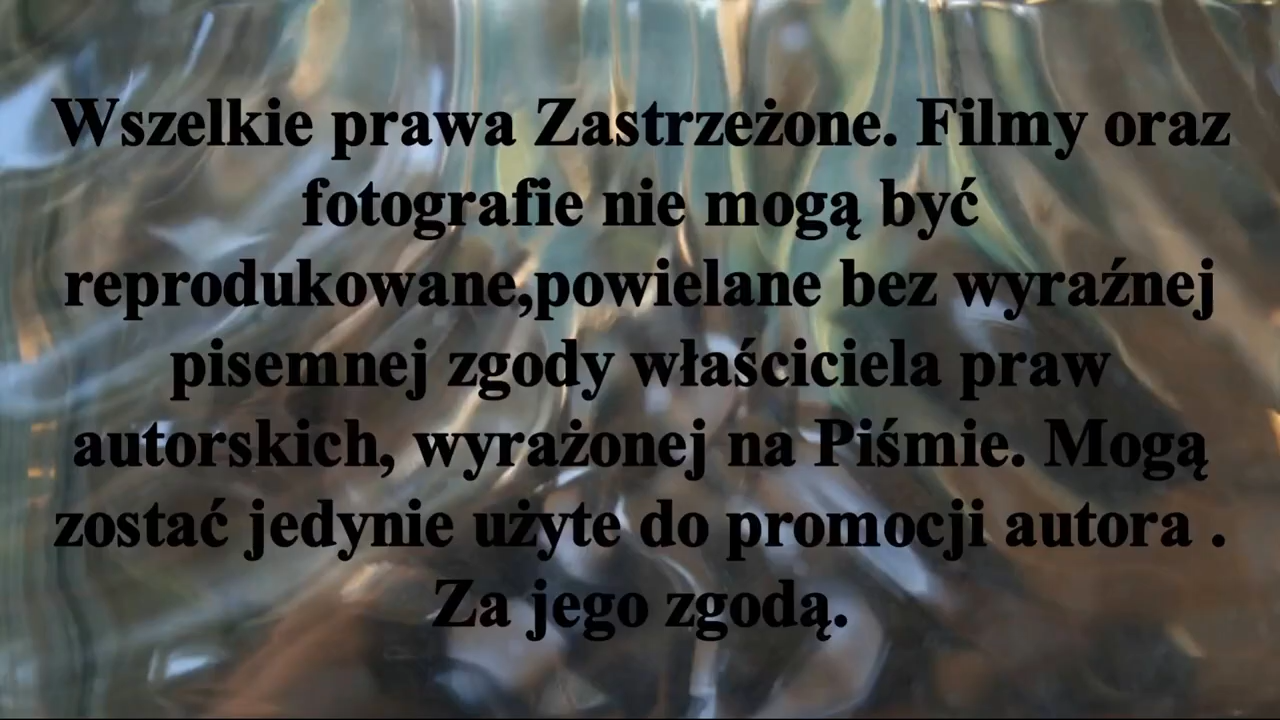 Wszelkie prawa Zastrzeżone. Filmy oraz
fotografie nie mogą być
reprodukowane,powielane bez wyraźnej
pisemnej zgody właściciela praw
autorskich, wyrażonej na Piśmie. Mogą
zostać jedynie użyte do promocji autora .
Za jego zgodą.